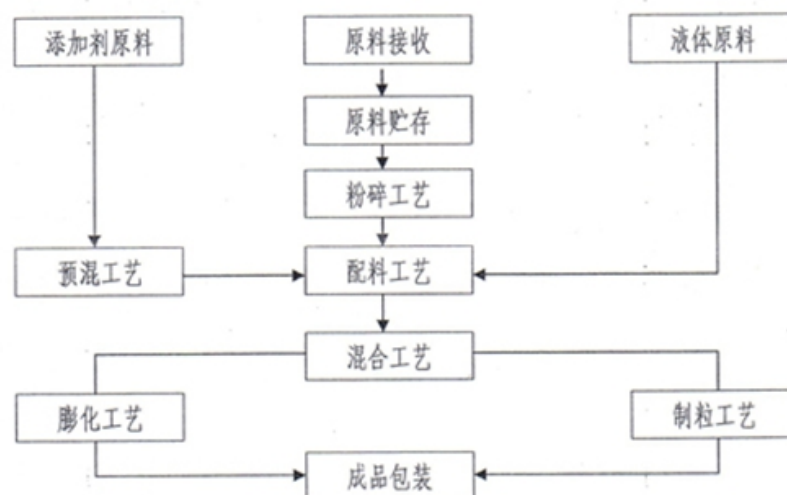 添加剂原料
原料接收
液体原料
原料贮存
粉碎工艺
预混工艺
配料工艺
混合工艺
膨化工艺
制粒工艺
成品包装